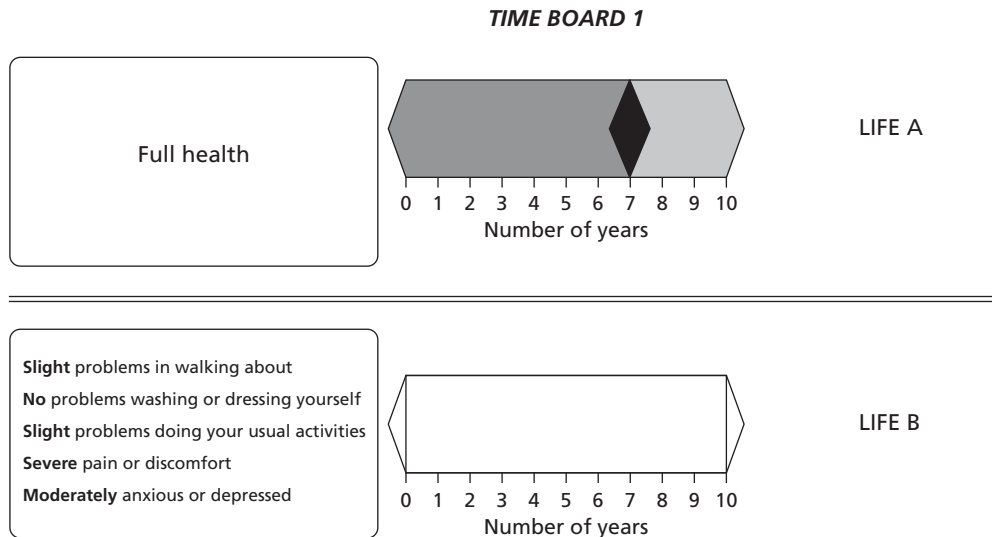 TIME BOARD 1
Full health
LIFE A
0 1 2 3 4 5 6 7 8 9 10
Number of years
Slight problems in walking about
No problems washing or dressing yourself
Slight problems doing your usual activities
Severe pain or discomfort
Moderately anxious or depressed
LIFE B
0 1 2 3 4 5 6 7 8 9 10
Number of years